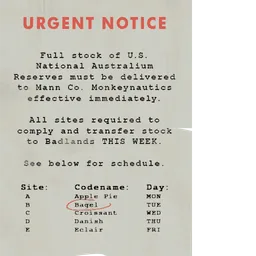 URGENT NOTICE
Full stock of U.S.
National Australium
Reserves must be delivered
to Mann Co. Monkeynautics
effective immediately.
All sites required to
comply and transfer stock
to Badlands THIS WEEK.
See below for schedule.
Site: Codename: Day:
A Apple Pie MON
B Bagel TUE
C Croissant WED
D Danish THU
E Eclair FRI